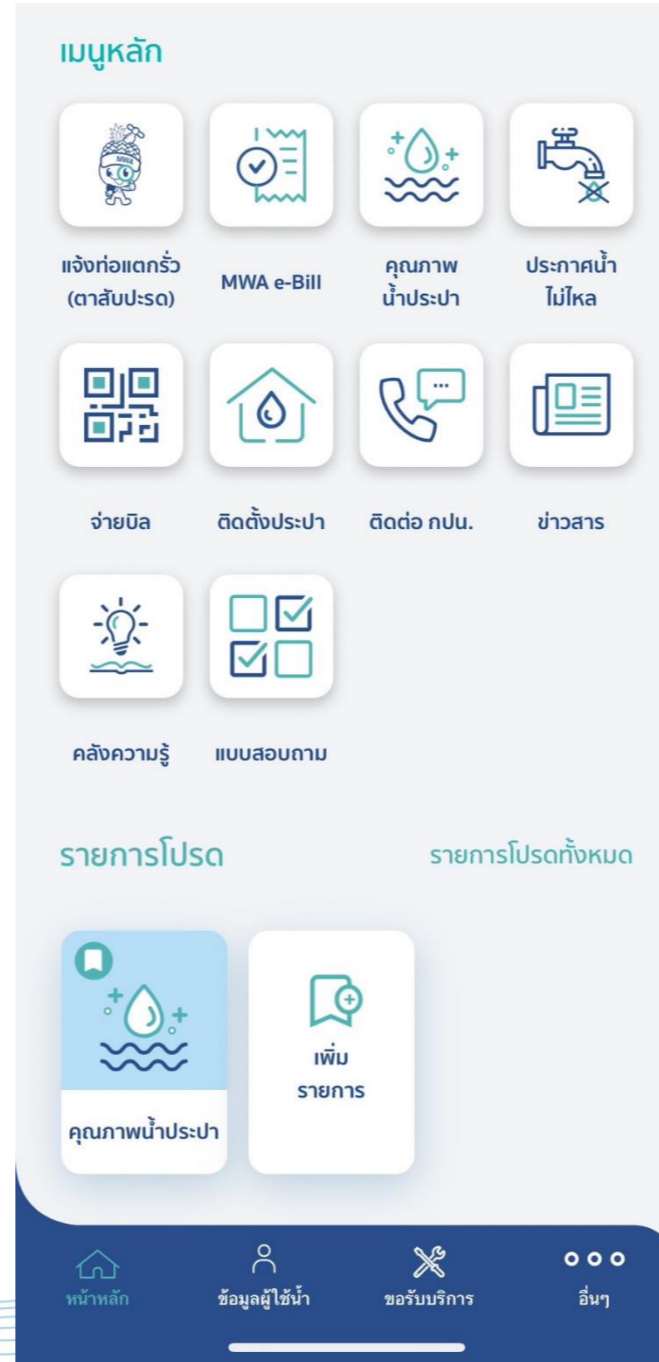 เมนูหลัก
MWA
แจ้งท่อแตกรั่ว
(ตาสับปะรด)
MWA e-Bill
คุณภาพ
น้ำประปา
ประกาศน้ำ
ไม่ไหล
จ่ายบิล
ติดตั้งประปา
ติดต่อ กปน.
ข่าวสาร
คลังความรู้
แบบสอบถาม
รายการโปรด
รายการโปรดทั้งหมด
คุณภาพน้ำประปา
เพิ่ม
รายการ
หน้าหลัก
ข้อมูลผู้ใช้น้ำ
ขอรับบริการ
อื่นๆ